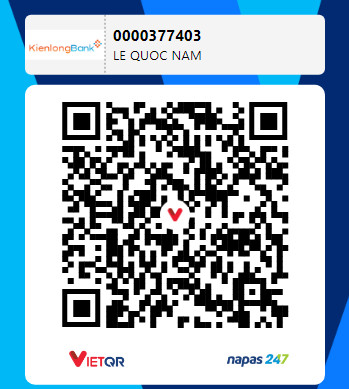 KienlongBank
0000377403
LE QUOC NAM
VIETQR
napas 247